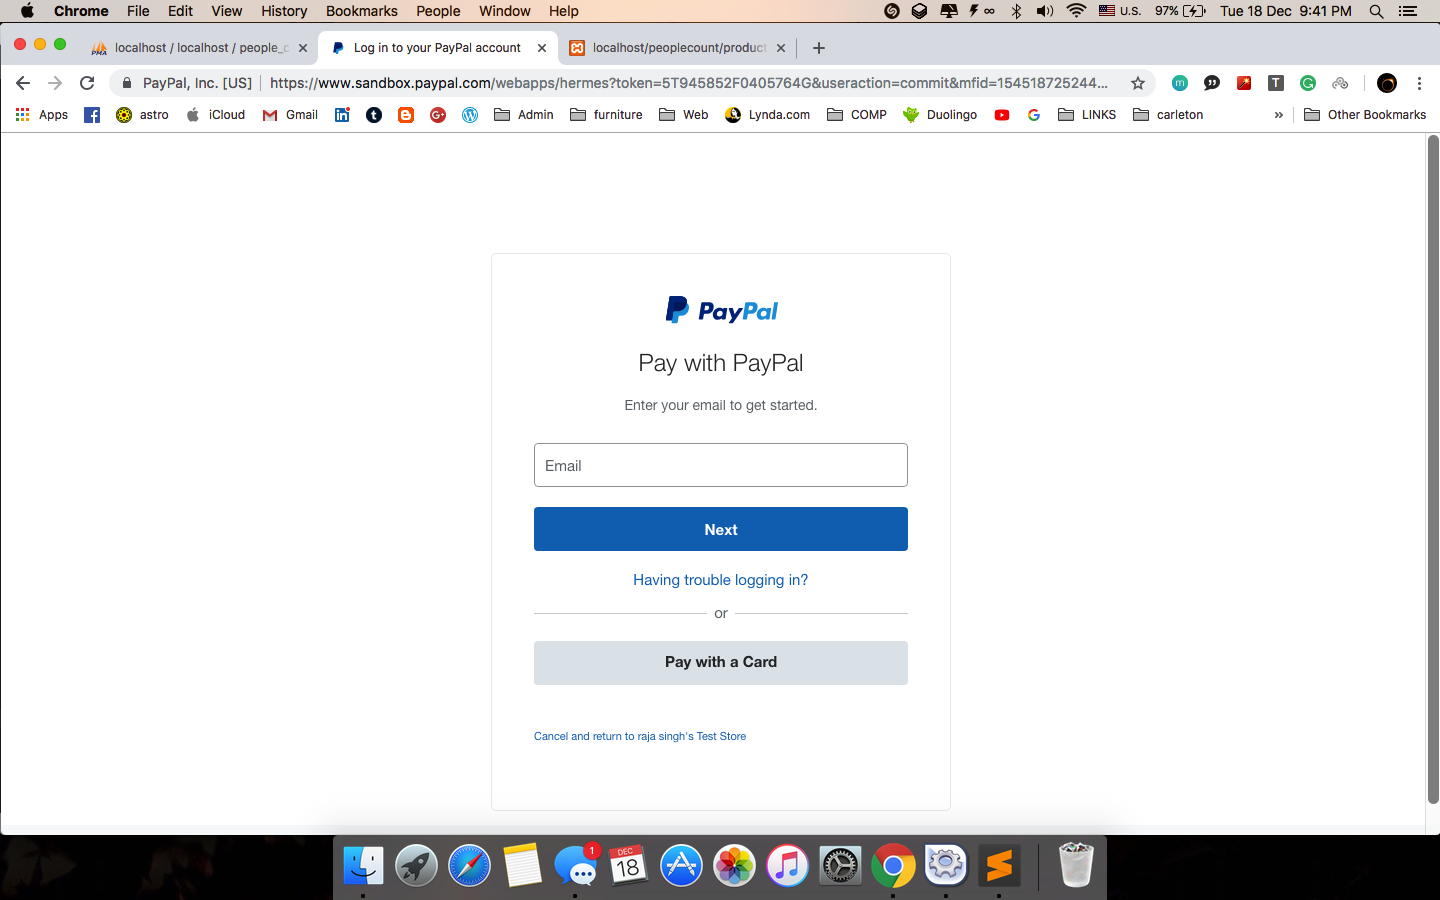 Chrome File Edit View History Bookmarks People Window Help U.S. 97% Tue 18 Dec 9:41 PM
PMA localhost / localhost / people_c Log in to your PayPal account localhost/peoplecount/product
PayPal, Inc. [US] https://www.sandbox.paypal.com/webapps/hermes?token=5T945852F0405764G&useraction=commit&mfid=154518725244... m T G
Apps astro iCloud Gmail Admin furniture Web Lynda.com COMP Duolingo LINKS carleton » Other Bookmarks
PayPal
Pay with PayPal
Enter your email to get started.
Email
Next
Having trouble logging in?
or
Pay with a Card
Cancel and return to raja singh's Test Store
1
DEC
18